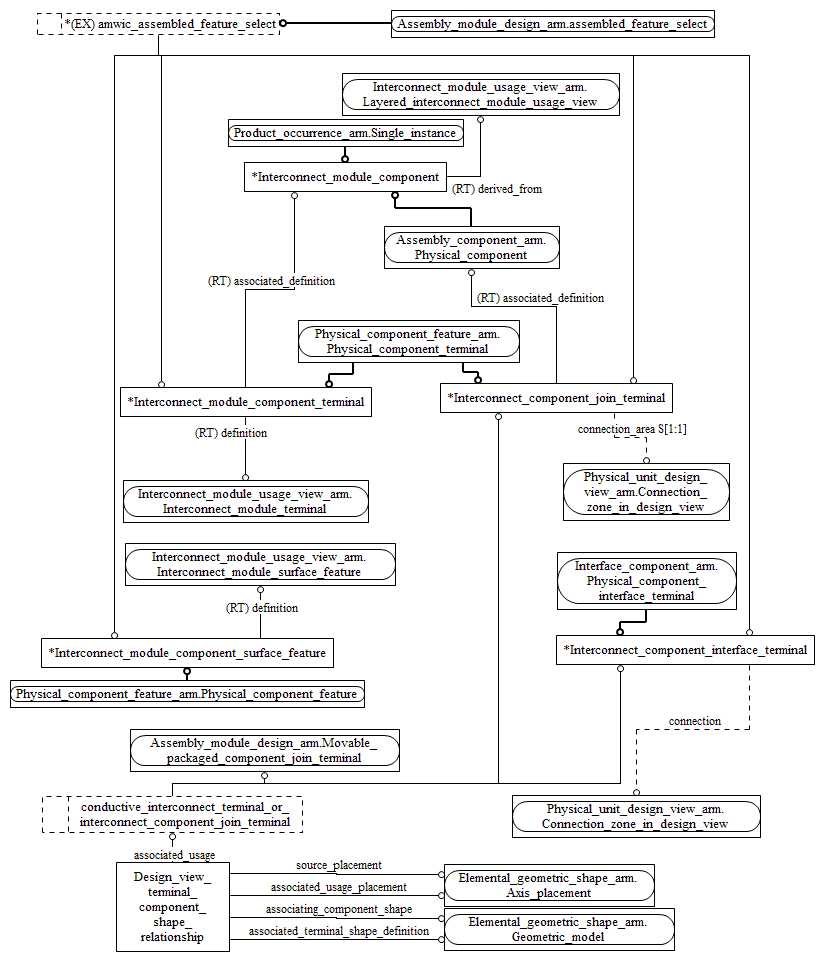 *(EX) amwic_assembled_feature_select
Assembly_module_design_arm.assembled_feature_select
Interconnect_module_usage_view_arm.
Layered_interconnect_module_usage_view
Product_occurrence_arm.Single_instance
*Interconnect_module_component
(RT) derived_from
Assembly_component_arm.
Physical_component
(RT) associated_definition
(RT) associated_definition
Physical_component_feature_arm.
Physical_component_terminal
*Interconnect_module_component_terminal
*Interconnect_component_join_terminal
(RT) definition
connection_area S[1:1]
Interconnect_module_usage_view_arm.
Interconnect_module_terminal
Physical_unit_design_
view_arm.Connection_
zone_in_design_view
Interconnect_module_usage_view_arm.
Interconnect_module_surface_feature
Interface_component_arm.
Physical_component_
interface_terminal
(RT) definition
*Interconnect_module_component_surface_feature
*Interconnect_component_interface_terminal
Physical_component_feature_arm.Physical_component_feature
connection
Assembly_module_design_arm.Movable_
packaged_component_join_terminal
conductive_interconnect_terminal_or_
interconnect_component_join_terminal
Physical_unit_design_view_arm.
Connection_zone_in_design_view
associated_usage
Design_view_
terminal_
component_
shape_
relationship
source_placement
associated_usage_placement
associating_component_shape
associated_terminal_shape_definition
Elemental_geometric_shape_arm.
Axis_placement
Elemental_geometric_shape_arm.
Geometric_model